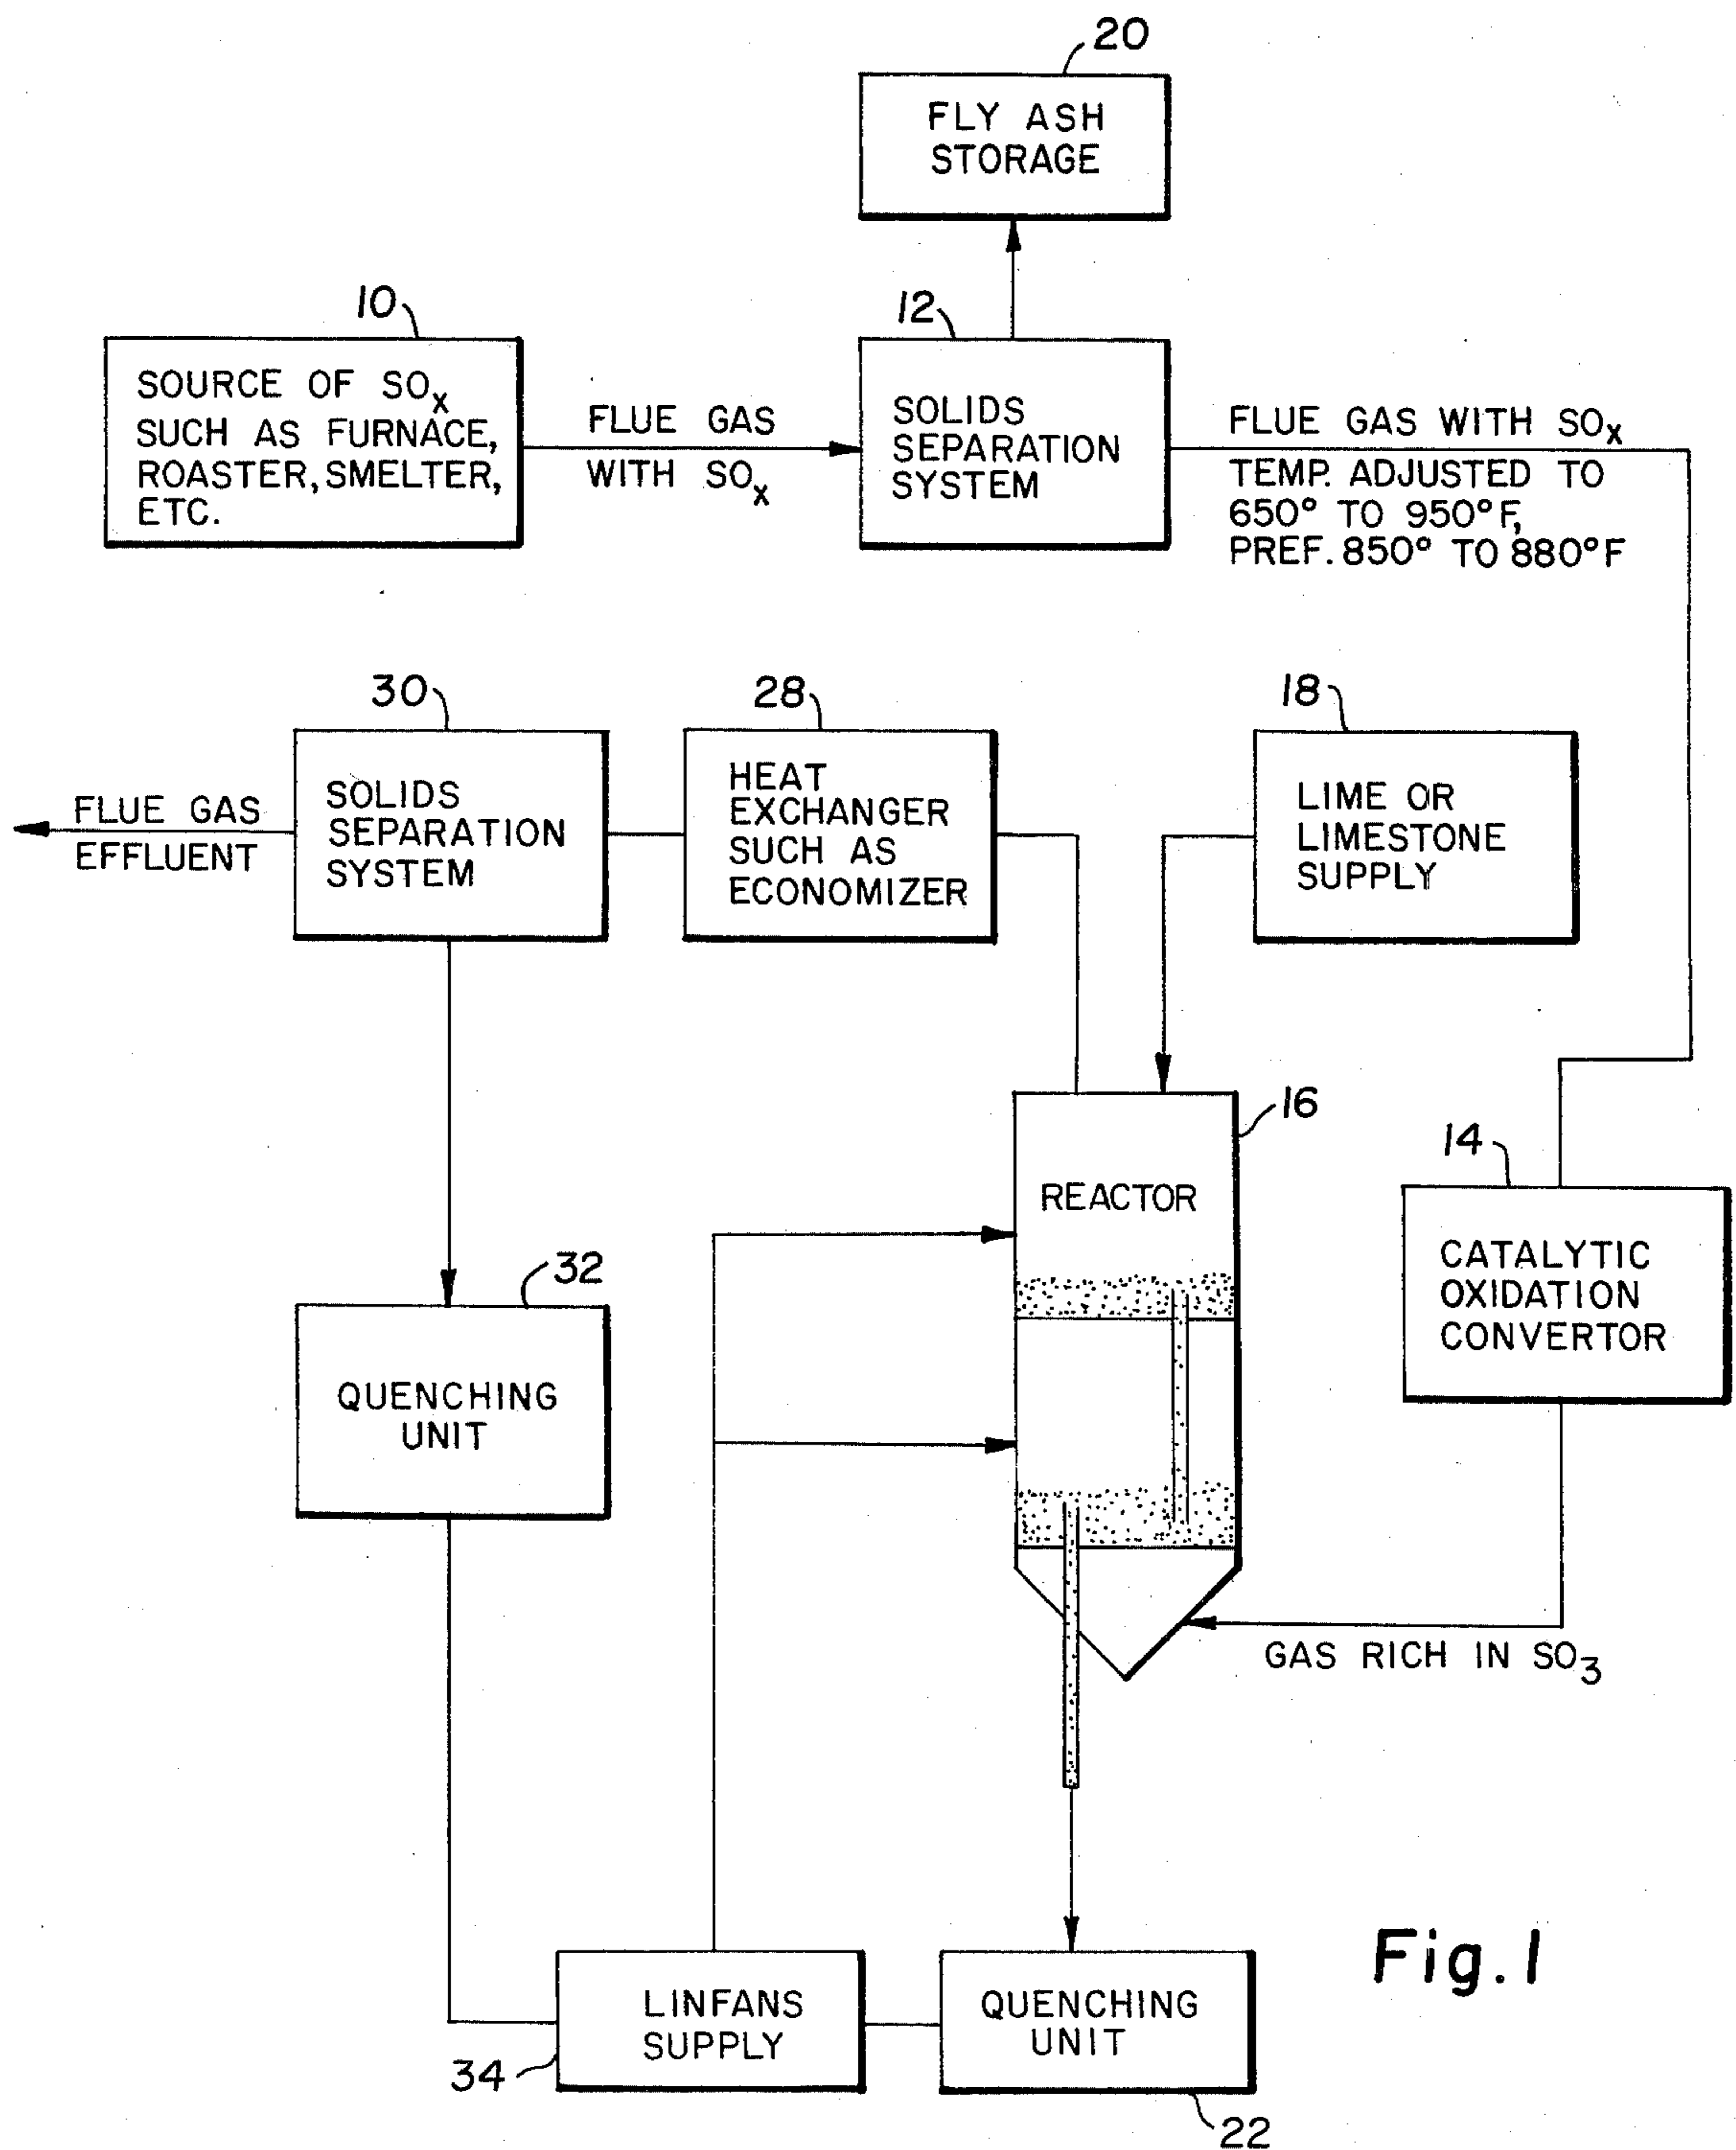 20
FLY ASH
STORAGE
10
SOURCE OF SOx
SUCH AS FURNACE,
ROASTER, SMELTER,
ETC.
FLUE GAS
WITH SOx
12
SOLIDS
SEPARATION
SYSTEM
FLUE GAS WITH SOx
TEMP. ADJUSTED TO
650° TO 950°F,
PREF. 850° TO 880°F
30
SOLIDS
SEPARATION
SYSTEM
FLUE GAS
EFFLUENT
28
HEAT
EXCHANGER
SUCH AS
ECONOMIZER
18
LIME OR
LIMESTONE
SUPPLY
16
REACTOR
14
CATALYTIC
OXIDATION
CONVERTOR
32
QUENCHING
UNIT
GAS RICH IN SO3
LINFANS
SUPPLY
34
QUENCHING
UNIT
22
Fig. 1